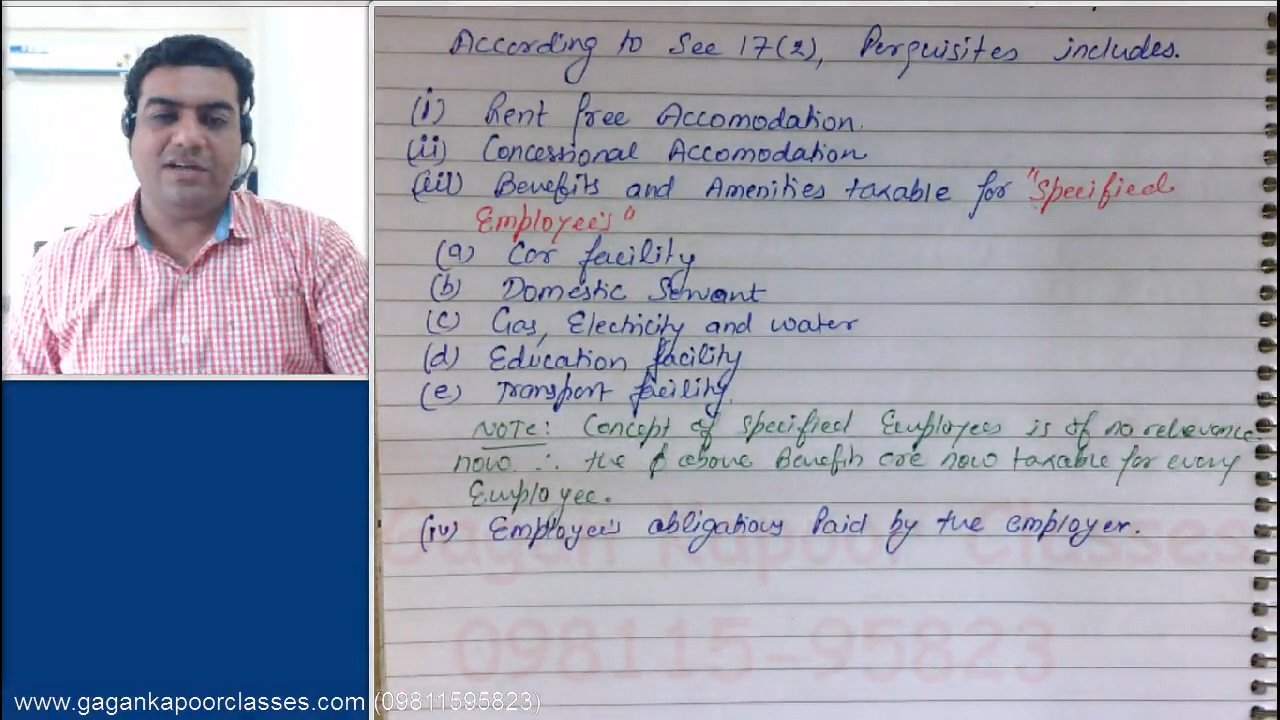 According to Sec 17(2), Perquisites includes.
(i) Rent free Accomodation.
(ii) Concessional Accomodation
(iii) Benefits and Amenities taxable for "Specified
Employee's"
(a) Car facility
(b) Domestic Servant
(c) Gas, Electricity and water
(d) Education facility
(e) Transport facility.
NOTE: Concept of specified Employees is of no relevance
now ∴ the above Benefits are now taxable for every
Employee.
(iv) Employee's obligations Paid by the employer.
Gagan Kapoor Classes
098115-95823
www.gagankapoorclasses.com (09811595823)